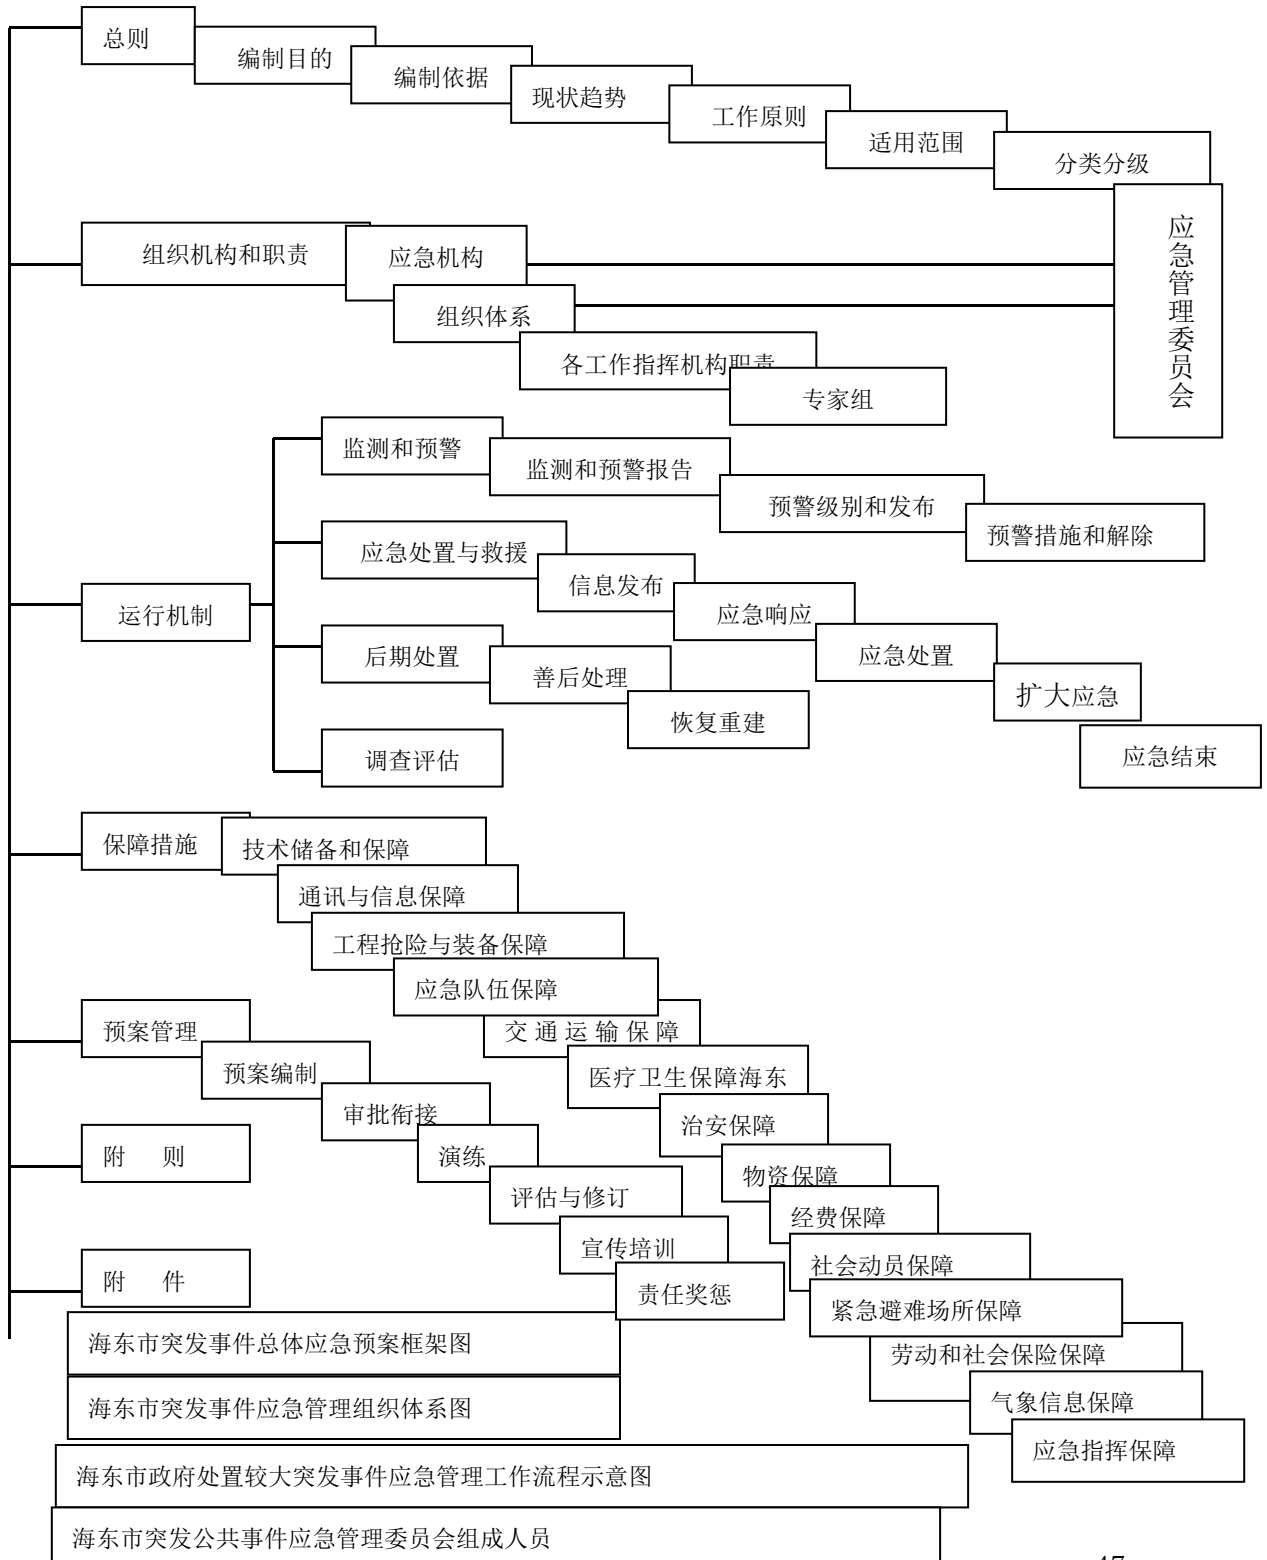 总则
编制目的
编制依据
现状趋势
工作原则
适用范围
分类分级
应急管理委员会
组织机构和职责
应急机构
组织体系
各工作指挥机构职责
专家组
运行机制
监测和预警
监测和预警报告
预警级别和发布
预警措施和解除
应急处置与救援
信息发布
应急响应
应急处置
扩大应急
应急结束
后期处置
善后处理
恢复重建
调查评估
保障措施
技术储备和保障
通讯与信息保障
工程抢险与装备保障
应急队伍保障
交通运输保障
医疗卫生保障海东
治安保障
物资保障
经费保障
社会动员保障
紧急避难场所保障
劳动和社会保险保障
气象信息保障
应急指挥保障
预案管理
预案编制
审批衔接
演练
评估与修订
宣传培训
责任奖惩
附 则
附 件
海东市突发事件总体应急预案框架图
海东市突发事件应急管理组织体系图
海东市政府处置较大突发事件应急管理工作流程示意图
海东市突发公共事件应急管理委员会组成人员